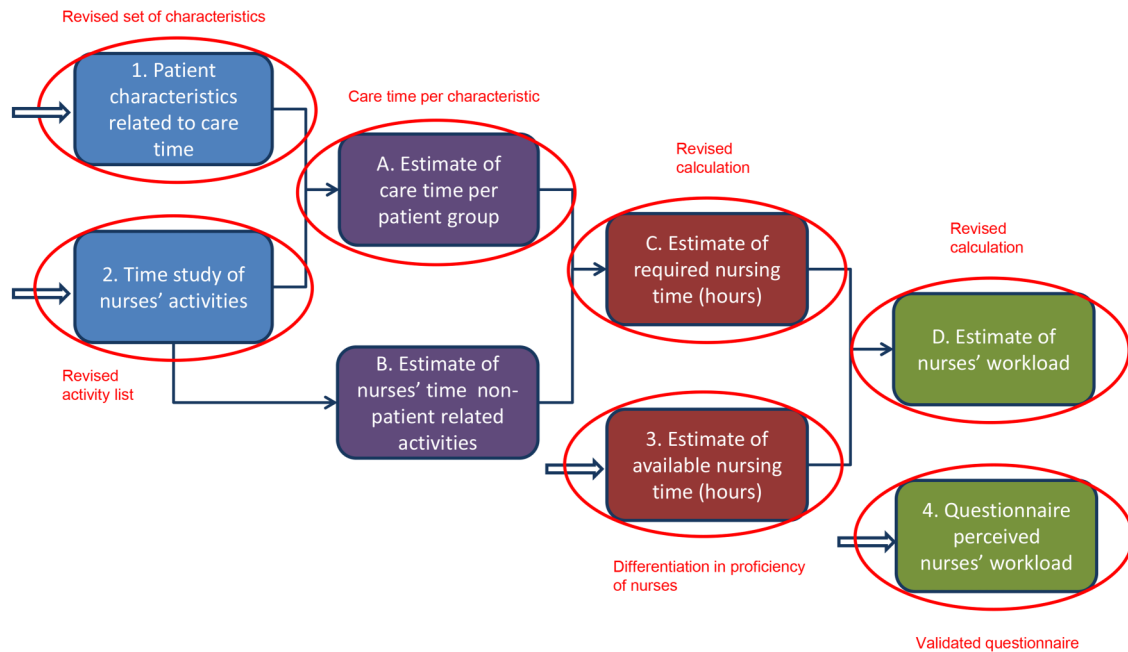 Revised set of characteristics
1. Patient
characteristics
related to care
time
Care time per characteristic
A. Estimate of
care time per
patient group
Revised
calculation
C. Estimate of
required nursing
time (hours)
Revised
calculation
2. Time study of
nurses' activities
D. Estimate of
nurses' workload
Revised
activity list
B. Estimate of
nurses' time non-
patient related
activities
3. Estimate of
available nursing
time (hours)
4. Questionnaire
perceived
nurses' workload
Differentiation in proficiency
of nurses
Validated questionnaire